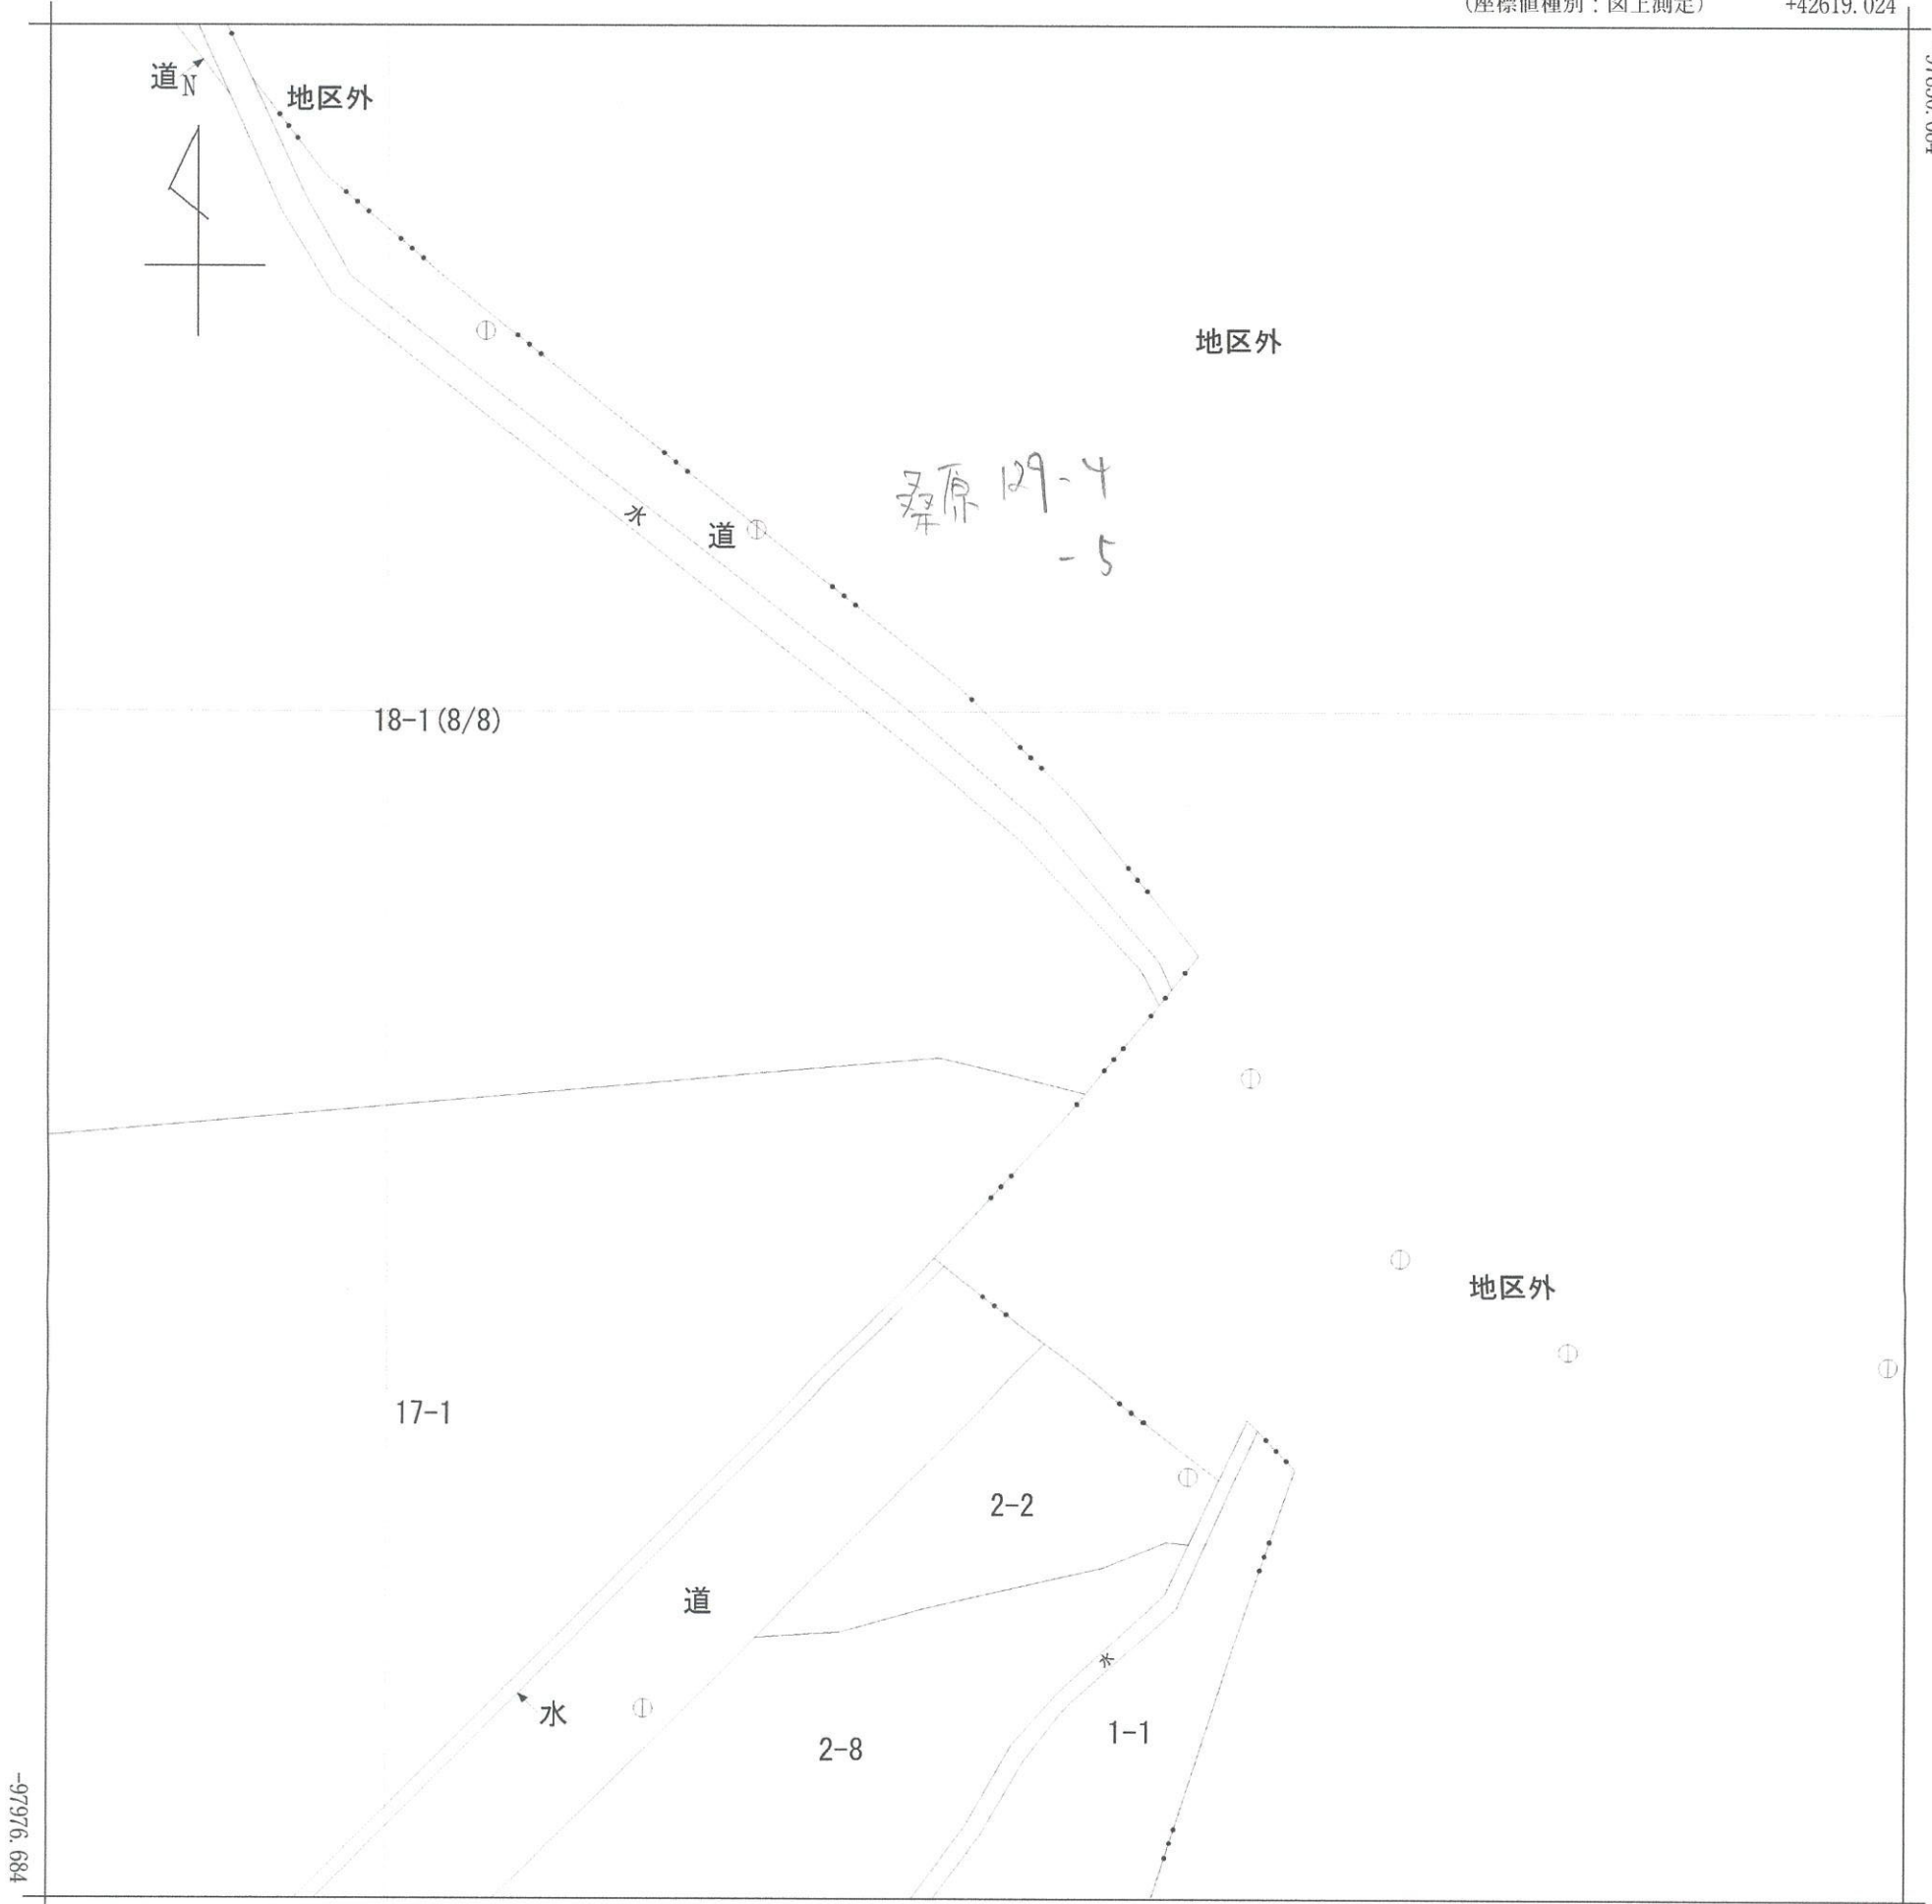 (座標値種別：図上測定) +42619.024
道
N
地区外
地区外
桑原 129-4
-5
水
道
18-1(8/8)
地区外
17-1
2-2
道
水
水
1-1
2-8
-97976.684